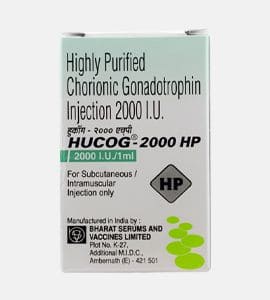 Highly Purified
Chorionic Gonadotrophin
Injection 2000 I.U.
हुकॉग - २००० एचपी
HUCOG®-2000 HP
2000 I.U./1ml
For Subcutaneous /
Intramuscular
Injection only
HP
Manufactured in India by :
BHARAT SERUMS AND
VACCINES LIMITED
Plot No. K-27,
Additional M.I.D.C.,
Ambernath (E) - 421 501